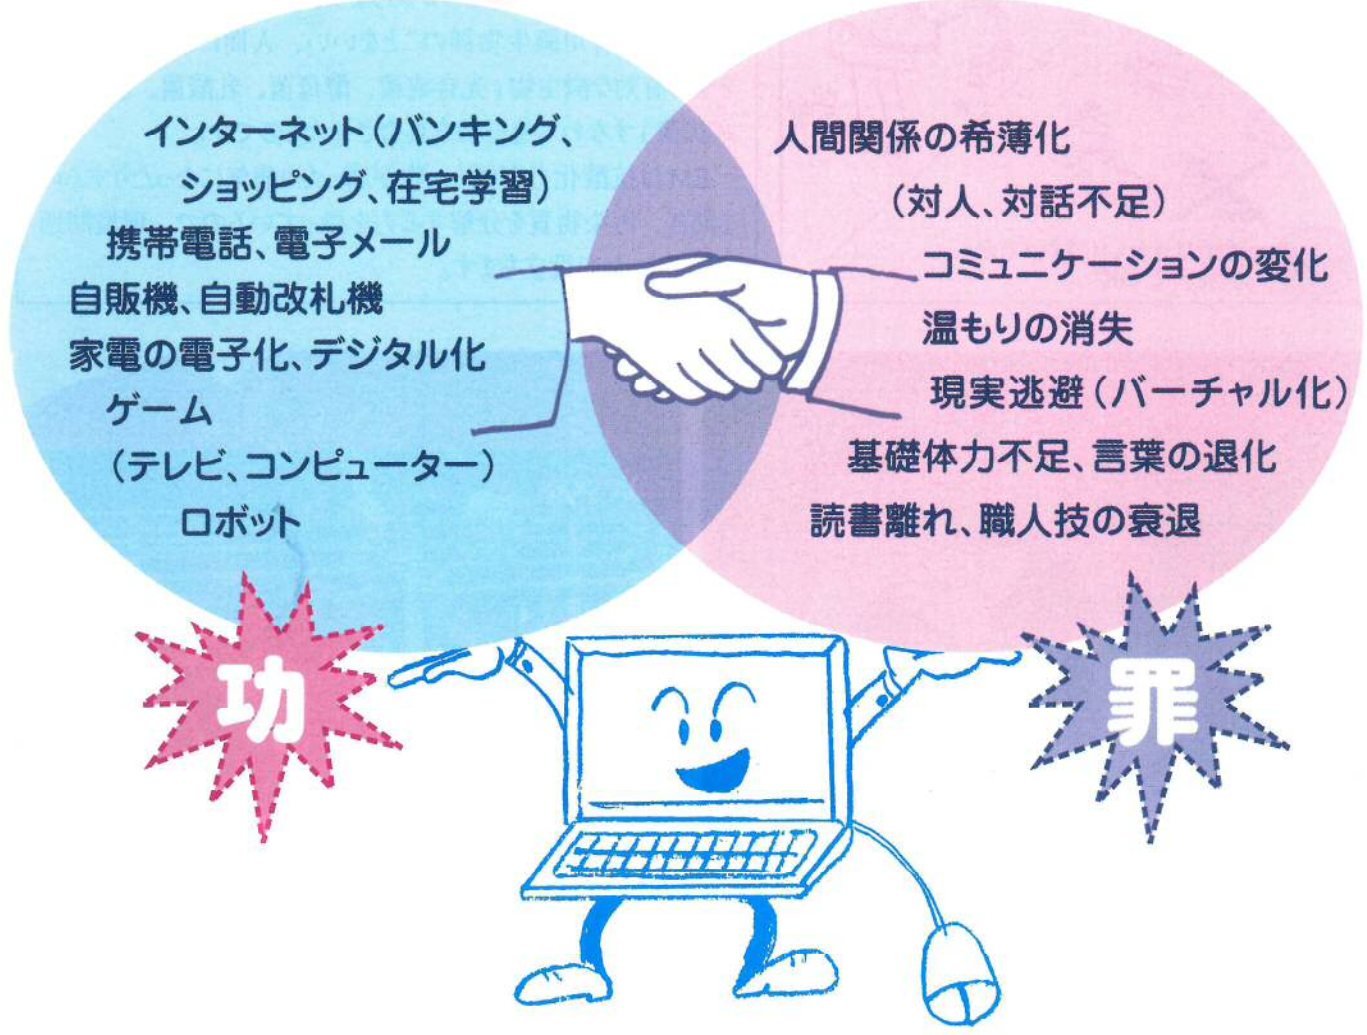 インターネット（バンキング、
ショッピング、在宅学習）
携帯電話、電子メール
自販機、自動改札機
家電の電子化、デジタル化
ゲーム
（テレビ、コンピューター）
ロボット
功
人間関係の希薄化
（対人、対話不足）
コミュニケーションの変化
温もりの消失
現実逃避（バーチャル化）
基礎体力不足、言葉の退化
読書離れ、職人技の衰退
罪